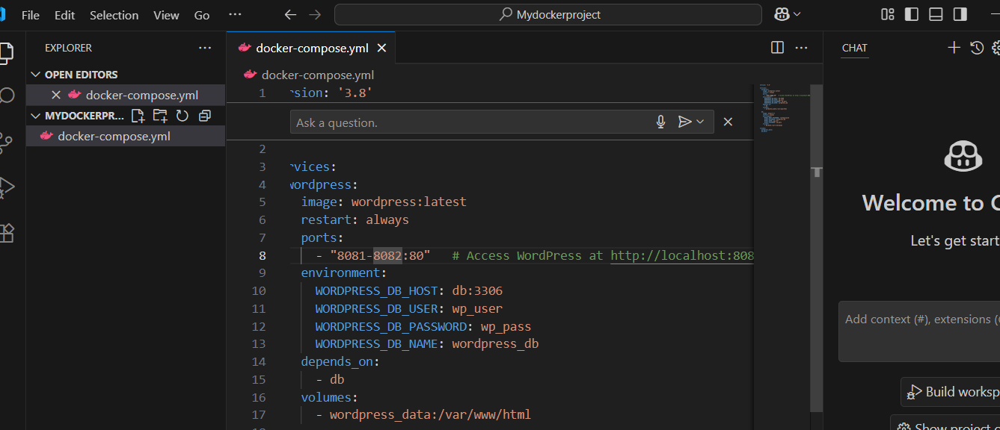 File Edit Selection View Go ··· Mydockerproject
EXPLORER ···
OPEN EDITORS
docker-compose.yml
MYDOCKERPR...
docker-compose.yml
docker-compose.yml
docker-compose.yml
1 rsion: '3.8'
Ask a question.
2
3 rvices:
4 wordpress:
5 image: wordpress:latest
6 restart: always
7 ports:
8 - "8081-8082:80" # Access WordPress at http://localhost:808
9 environment:
10 WORDPRESS_DB_HOST: db:3306
11 WORDPRESS_DB_USER: wp_user
12 WORDPRESS_DB_PASSWORD: wp_pass
13 WORDPRESS_DB_NAME: wordpress_db
14 depends_on:
15 - db
16 volumes:
17 - wordpress_data:/var/www/html
CHAT
Welcome to C
Let's get start
Add context (#), extensions (
Build worksp
Show project